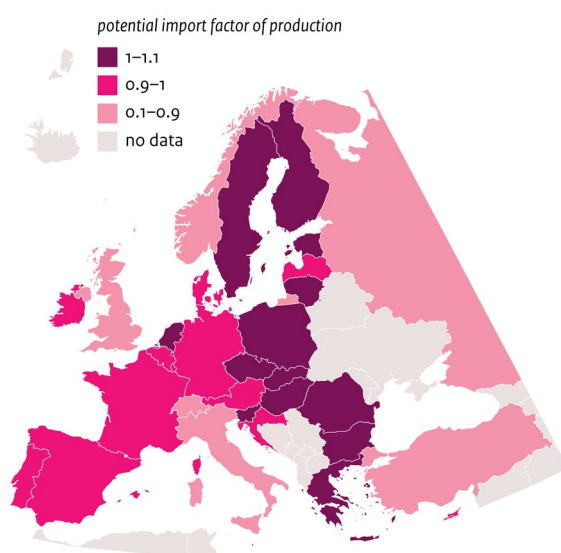 potential import factor of production
1–1.1
0.9–1
0.1–0.9
no data